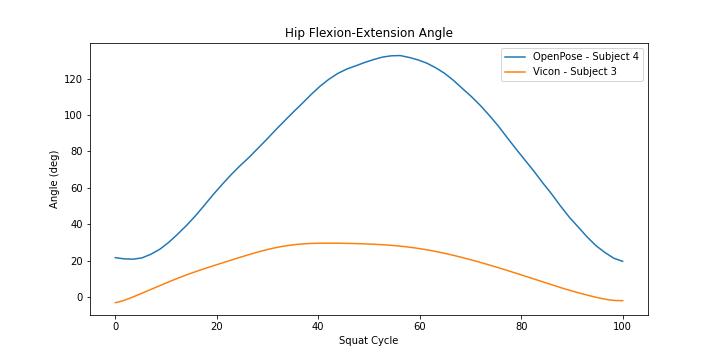 Hip Flexion-Extension Angle
OpenPose - Subject 4
Vicon - Subject 3
Angle (deg)
120
100
80
60
40
20
0
0 20 40 60 80 100
Squat Cycle